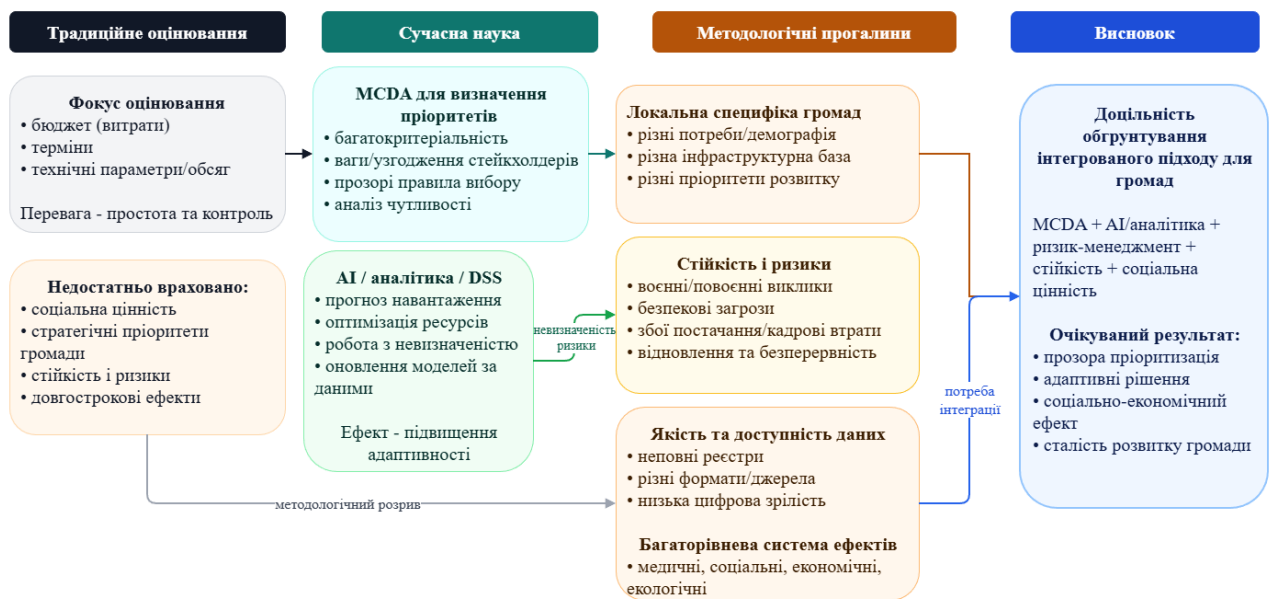 Традиційне оцінювання
Сучасна наука
Методологічні прогалини
Висновок
Фокус оцінювання
• бюджет (витрати)
• терміни
• технічні параметри/обсяг
Перевага - простота та контроль
Недостатньо враховано:
• соціальна цінність
• стратегічні пріоритети
громади
• стійкість і ризики
• довгострокові ефекти
MCDA для визначення
пріоритетів
• багатокритеріальність
• ваги/узгодження стейкхолдерів
• прозорі правила вибору
• аналіз чутливості
AI / аналітика / DSS
• прогноз навантаження
• оптимізація ресурсів
• робота з невизначеністю
• оновлення моделей за
даними
Ефект - підвищення
адаптивності
невизначеність
ризики
методологічний розрив
Локальна специфіка громад
• різні потреби/демографія
• різна інфраструктурна база
• різні пріоритети розвитку
Стійкість і ризики
• воєнні/повоєнні виклики
• безпекові загрози
• збої постачання/кадрові втрати
• відновлення та безперервність
Якість та доступність даних
• неповні реєстри
• різні формати/джерела
• низька цифрова зрілість
Багаторівнева система ефектів
• медичні, соціальні, економічні,
екологічні
потреба
інтеграції
Доцільність
обгрунтування
інтегрованого підходу для
громад
MCDA + AI/аналітика +
ризик-менеджмент +
стійкість + соціальна
цінність
Очікуваний результат:
• прозора пріоритизація
• адаптивні рішення
• соціально-економічний
ефект
• сталість розвитку громади